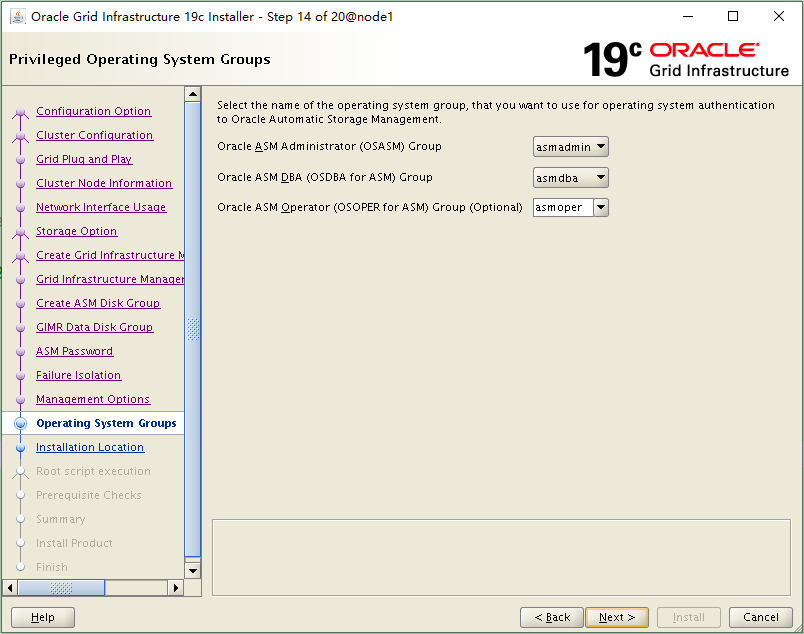 Oracle Grid Infrastructure 19c Installer - Step 14 of 20@node1
Privileged Operating System Groups
19c ORACLE
Grid Infrastructure
Configuration Option
Cluster Configuration
Grid Plug and Play
Cluster Node Information
Network Interface Usage
Storage Option
Create Grid Infrastructure M
Grid Infrastructure Manager
Create ASM Disk Group
GIMR Data Disk Group
ASM Password
Failure Isolation
Management Options
Operating System Groups
Installation Location
Root script execution
Prerequisite Checks
Summary
Install Product
Finish
Select the name of the operating system group, that you want to use for operating system authentication
to Oracle Automatic Storage Management.
Oracle ASM Administrator (OSASM) Group asmadmin
Oracle ASM DBA (OSDBA for ASM) Group asmdba
Oracle ASM Operator (OSOPER for ASM) Group (Optional) asmoper
Help < Back Next > Install Cancel